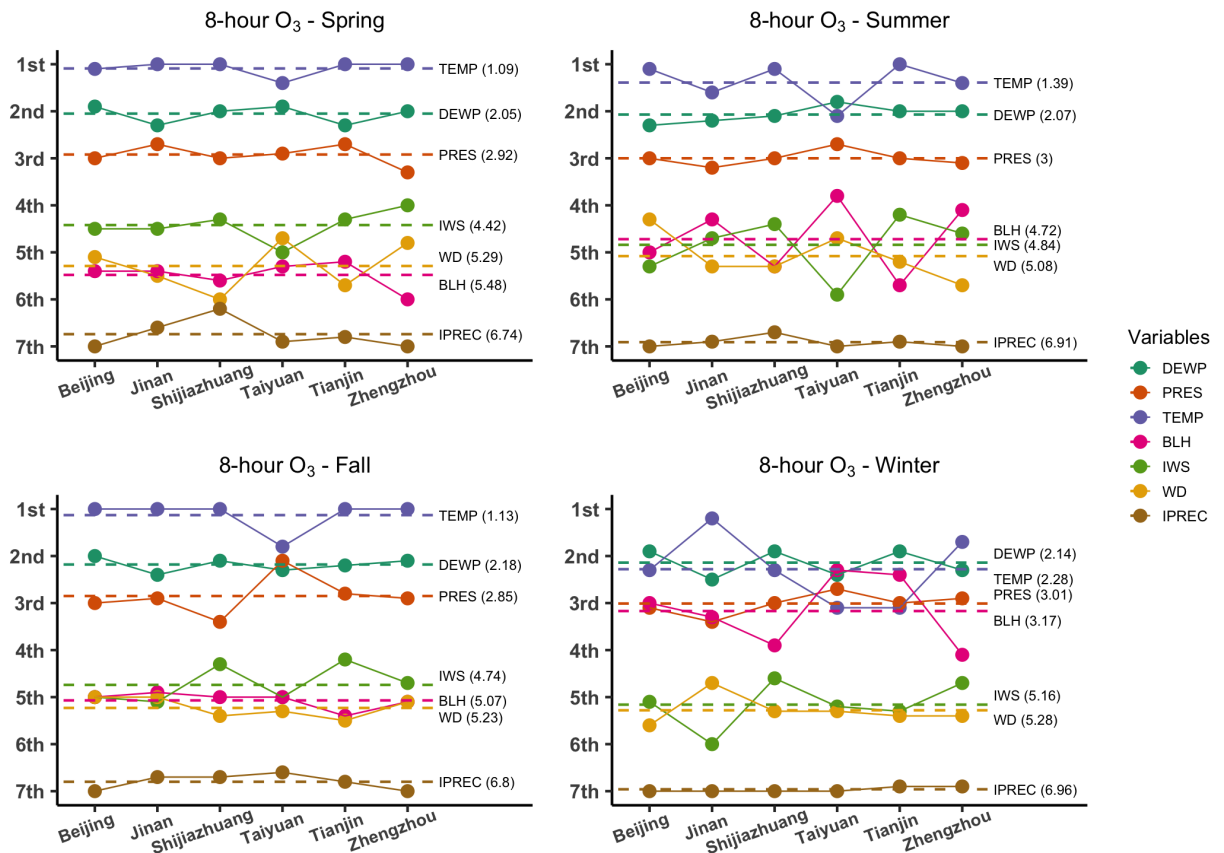 8-hour O3 - Spring
1st
2nd
3rd
4th
5th
6th
7th
TEMP (1.09)
DEWP (2.05)
PRES (2.92)
IWS (4.42)
WD (5.29)
BLH (5.48)
IPREC (6.74)
Beijing
Jinan
Shijiazhuang
Taiyuan
Tianjin
Zhengzhou
8-hour O3 - Summer
1st
2nd
3rd
4th
5th
6th
7th
TEMP (1.39)
DEWP (2.07)
PRES (3)
BLH (4.72)
IWS (4.84)
WD (5.08)
IPREC (6.91)
Beijing
Jinan
Shijiazhuang
Taiyuan
Tianjin
Zhengzhou
8-hour O3 - Fall
1st
2nd
3rd
4th
5th
6th
7th
TEMP (1.13)
DEWP (2.18)
PRES (2.85)
IWS (4.74)
BLH (5.07)
WD (5.23)
IPREC (6.8)
Beijing
Jinan
Shijiazhuang
Taiyuan
Tianjin
Zhengzhou
8-hour O3 - Winter
1st
2nd
3rd
4th
5th
6th
7th
DEWP (2.14)
TEMP (2.28)
PRES (3.01)
BLH (3.17)
IWS (5.16)
WD (5.28)
IPREC (6.96)
Beijing
Jinan
Shijiazhuang
Taiyuan
Tianjin
Zhengzhou
Variables
DEWP
PRES
TEMP
BLH
IWS
WD
IPREC